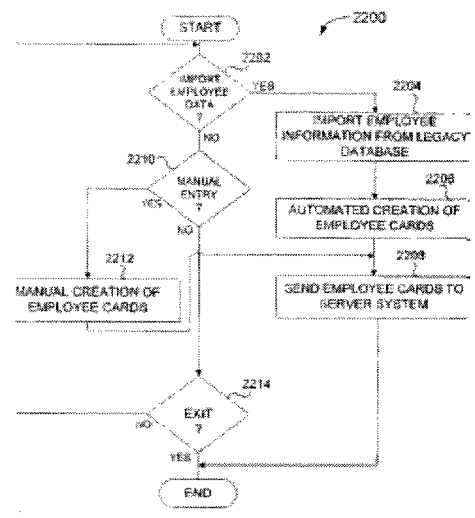 START
2200
2202
IMPORT
EMPLOYEE
DATA
?
YES
NO
2204
IMPORT EMPLOYEE
INFORMATION FROM LEGACY
DATABASE
2210
MANUAL
ENTRY
?
YES
NO
2206
AUTOMATED CREATION OF
EMPLOYEE CARDS
2212
MANUAL CREATION OF
EMPLOYEE CARDS
2208
SEND EMPLOYEE CARDS TO
SERVER SYSTEM
2214
EXIT
?
NO
YES
END